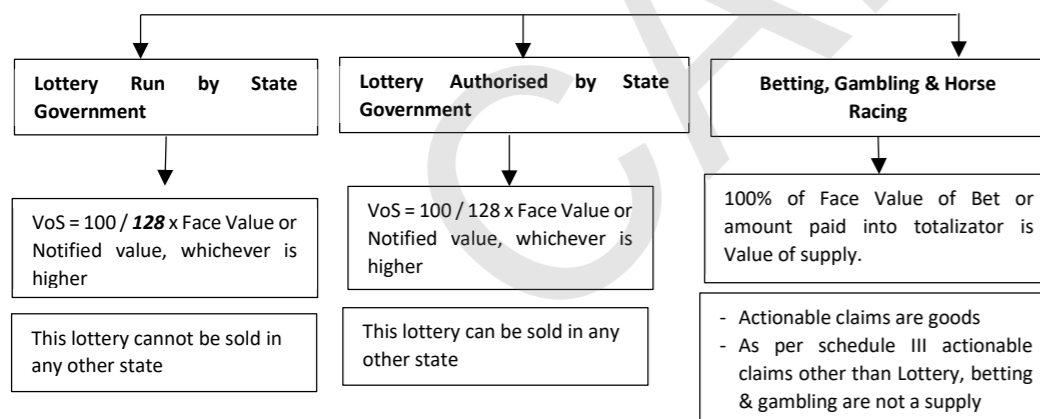 Lottery Run by State
Government
Lottery Authorised by State
Government
Betting, Gambling & Horse
Racing
VoS = 100 / 128 x Face Value or
Notified value, whichever is
higher
VoS = 100 / 128 x Face Value or
Notified value, whichever is
higher
100% of Face Value of Bet or
amount paid into totalizator is
Value of supply.
This lottery cannot be sold in
any other state
This lottery can be sold in any
other state
- Actionable claims are goods
- As per schedule III actionable
claims other than Lottery, betting
& gambling are not a supply